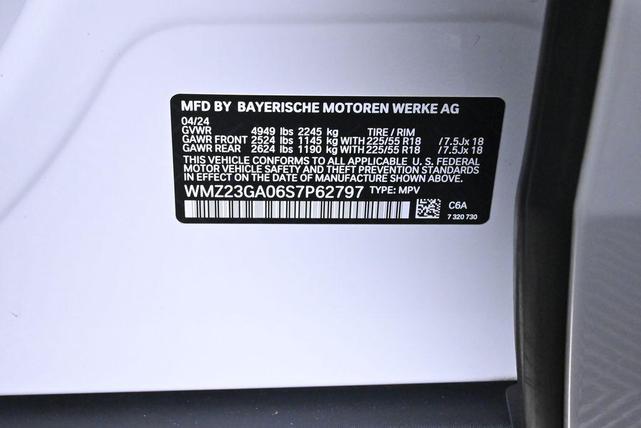 MFD BY BAYERISCHE MOTOREN WERKE AG
04/24
GVWR 4949 lbs 2245 kg TIRE / RIM
GAWR FRONT 2524 lbs 1145 kg WITH 225/55 R18 /7.5Jx 18
GAWR REAR 2624 lbs 1190 kg WITH 225/55 R18 /7.5Jx 18
THIS VEHICLE CONFORMS TO ALL APPLICABLE U. S. FEDERAL
MOTOR VEHICLE SAFETY AND THEFT PREVENTION STANDARDS
IN EFFECT ON THE DATE OF MANUFACTURE SHOWN ABOVE.
WMZ23GA06S7P62797 TYPE: MPV
C6A
7 320 730